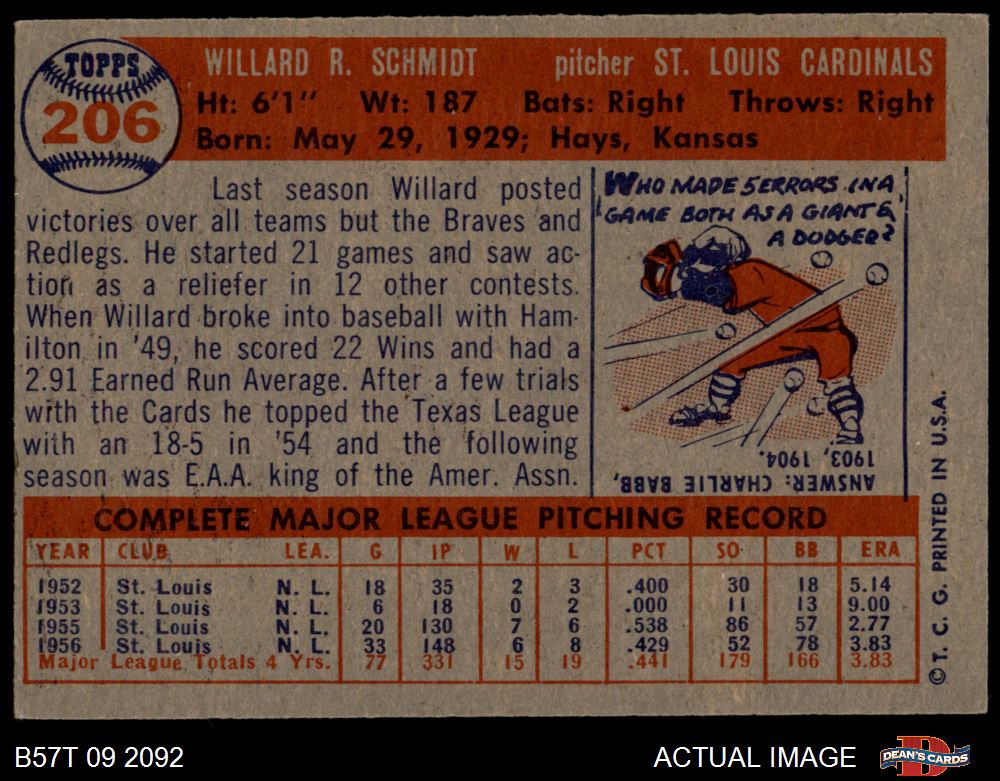 TOPPS
206
WILLARD R. SCHMIDT pitcher ST. LOUIS CARDINALS
Ht: 6'1" Wt: 187 Bats: Right Throws: Right
Born: May 29, 1929; Hays, Kansas
Last season Willard posted
victories over all teams but the Braves and
Redlegs. He started 21 games and saw ac-
tion as a reliefer in 12 other contests.
When Willard broke into baseball with Ham-
ilton in '49, he scored 22 Wins and had a
2.91 Earned Run Average. After a few trials
with the Cards he topped the Texas League
with an 18-5 in '54 and the following
season was E.A.A. king of the Amer. Assn.
WHO MADE 5 ERRORS IN A
GAME BOTH AS A GIANT &
A DODGER?
ANSWER: CHARLIE BABB,
1903, 1904.
COMPLETE MAJOR LEAGUE PITCHING RECORD
YEAR CLUB LEA. G IP W L PCT SO BB ERA
1952 St. Louis N. L. 18 35 2 3 .400 30 18 5.14
1953 St. Louis N. L. 6 18 0 2 .000 11 13 9.00
1955 St. Louis N. L. 20 130 7 6 .538 86 57 2.77
1956 St. Louis N. L. 33 148 6 8 .429 52 78 3.83
Major League Totals 4 Yrs. 77 331 15 19 .441 179 166 3.83
© T. C. G. PRINTED IN U.S.A.
B57T 09 2092
ACTUAL IMAGE
DEAN'S CARDS